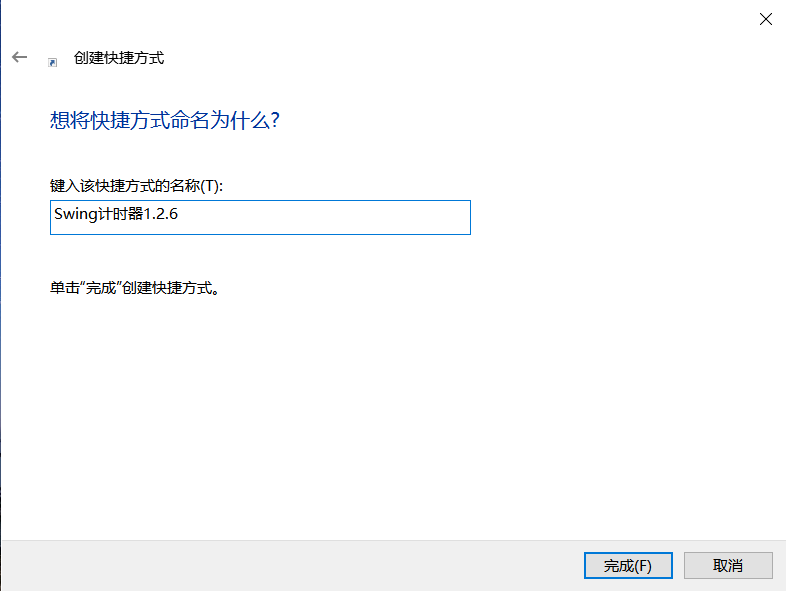 创建快捷方式
想将快捷方式命名为什么?
键入该快捷方式的名称(T):
Swing计时器1.2.6
单击"完成"创建快捷方式。
完成(F)
取消